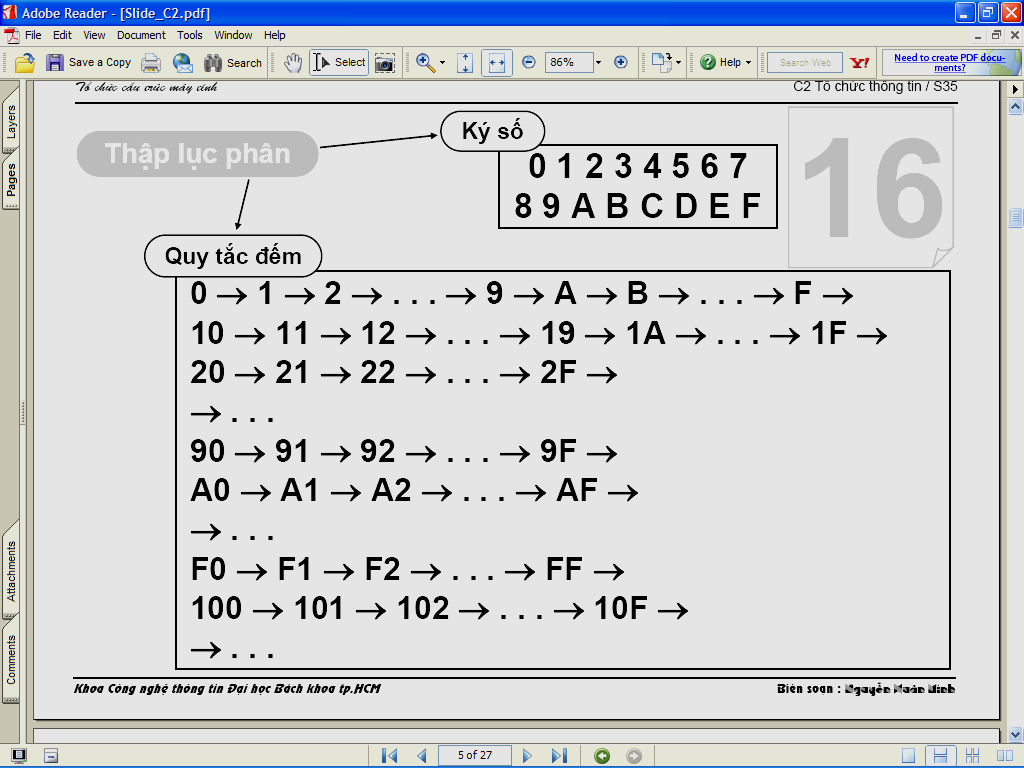 Adobe Reader - [Slide_C2.pdf]
File Edit View Document Tools Window Help
Save a Copy Search Select 86% Help Search Web Y! Need to create PDF docu-
ments?
Layers
Pages
Attachments
Comments
Tổ chức cấu trúc máy tính C2 Tổ chức thông tin / S35
Thập lục phân
Ký số
0 1 2 3 4 5 6 7
8 9 A B C D E F
16
Quy tắc đếm
0 → 1 → 2 → . . . → 9 → A → B → . . . → F →
10 → 11 → 12 → . . . → 19 → 1A → . . . → 1F →
20 → 21 → 22 → . . . → 2F →
→ . . .
90 → 91 → 92 → . . . → 9F →
A0 → A1 → A2 → . . . → AF →
→ . . .
F0 → F1 → F2 → . . . → FF →
100 → 101 → 102 → . . . → 10F →
→ . . .
Khoa Công nghệ thông tin Đại học Bách khoa tp.HCM Biên soạn : Nguyễn
5 of 27